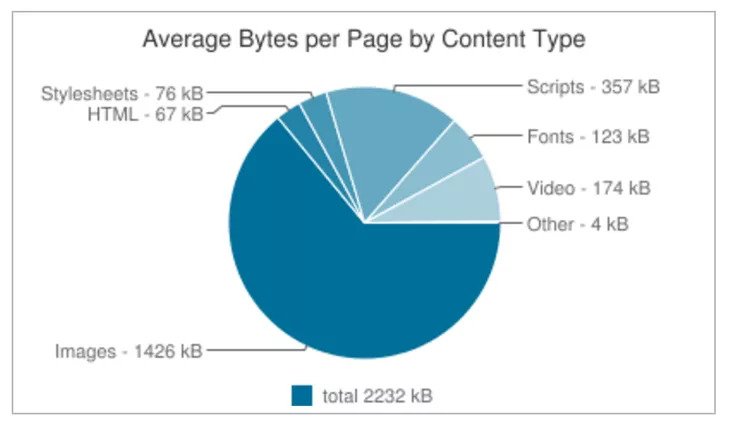 Average Bytes per Page by Content Type
Stylesheets - 76 kB
HTML - 67 kB
Scripts - 357 kB
Fonts - 123 kB
Video - 174 kB
Other - 4 kB
Images - 1426 kB
total 2232 kB